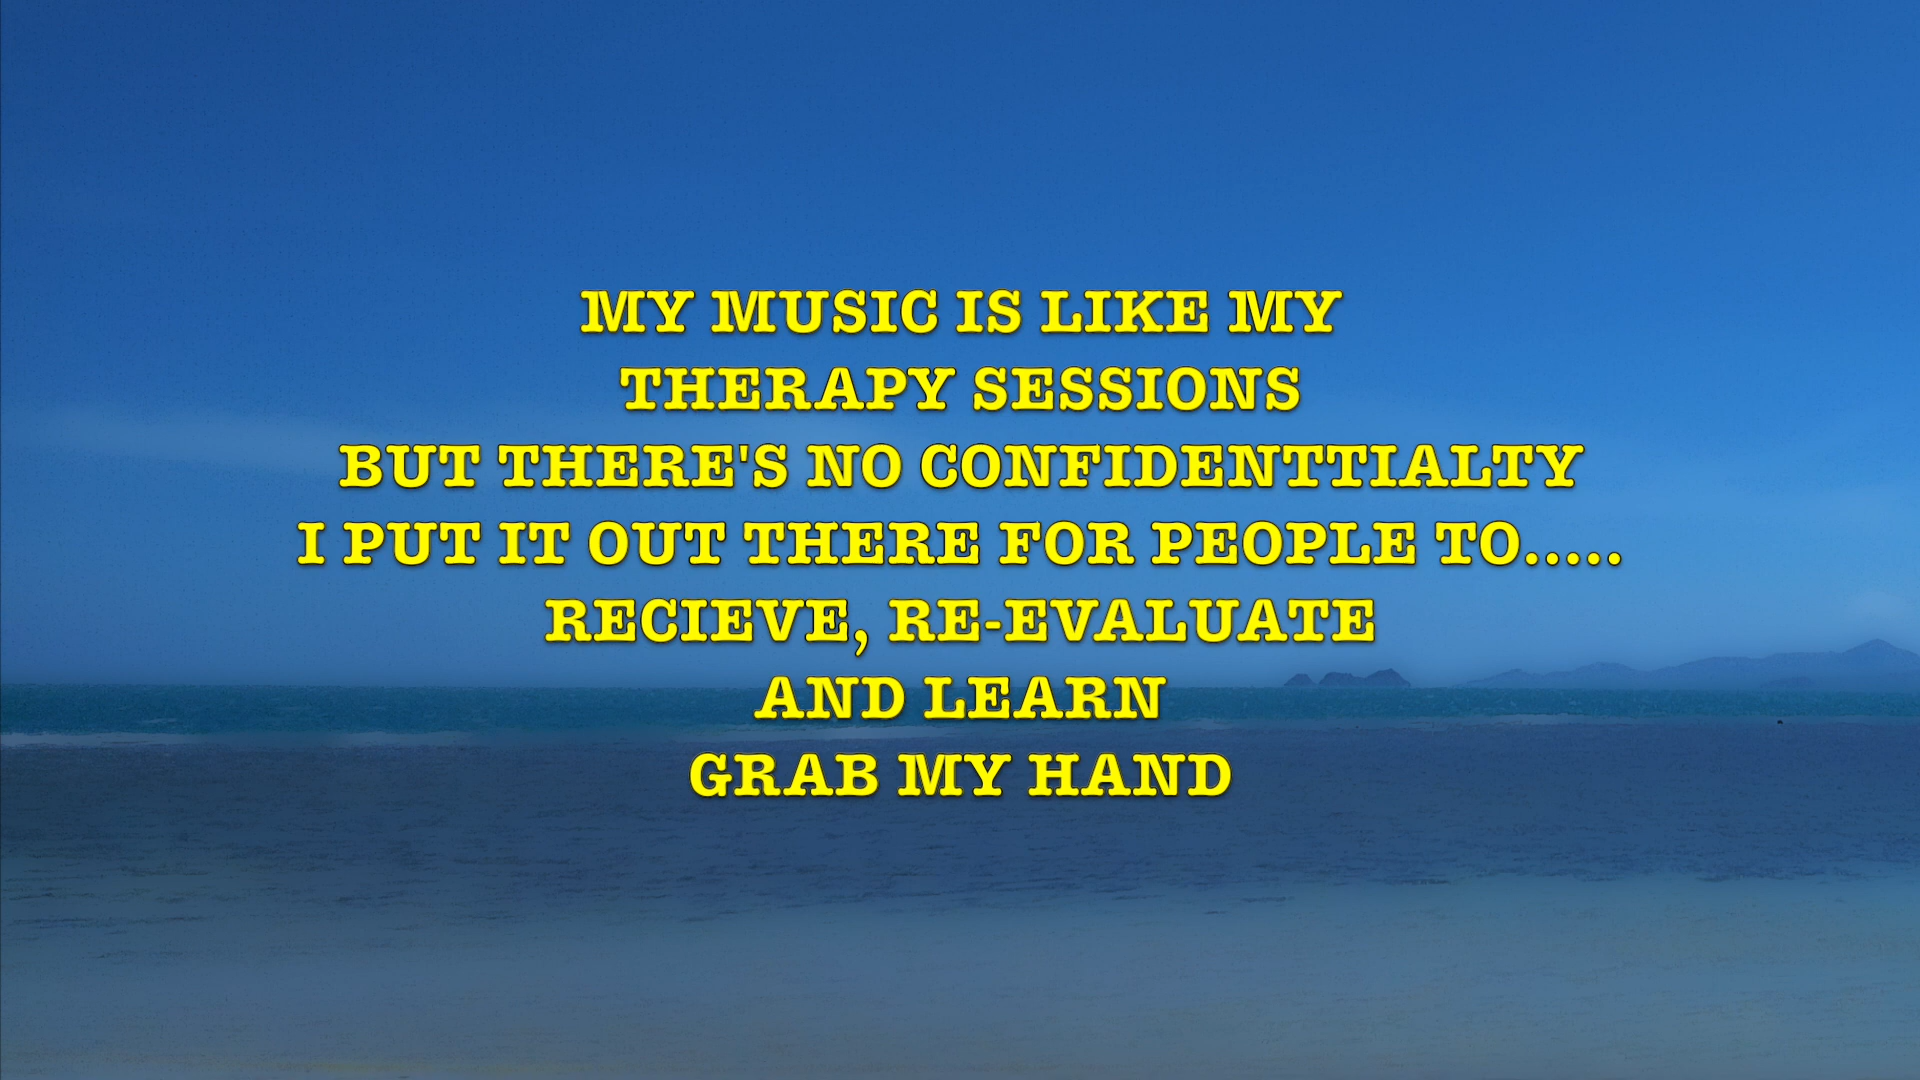 MY MUSIC IS LIKE MY
THERAPY SESSIONS
BUT THERE'S NO CONFIDENTTIALTY
I PUT IT OUT THERE FOR PEOPLE TO.....
RECIEVE, RE-EVALUATE
AND LEARN
GRAB MY HAND